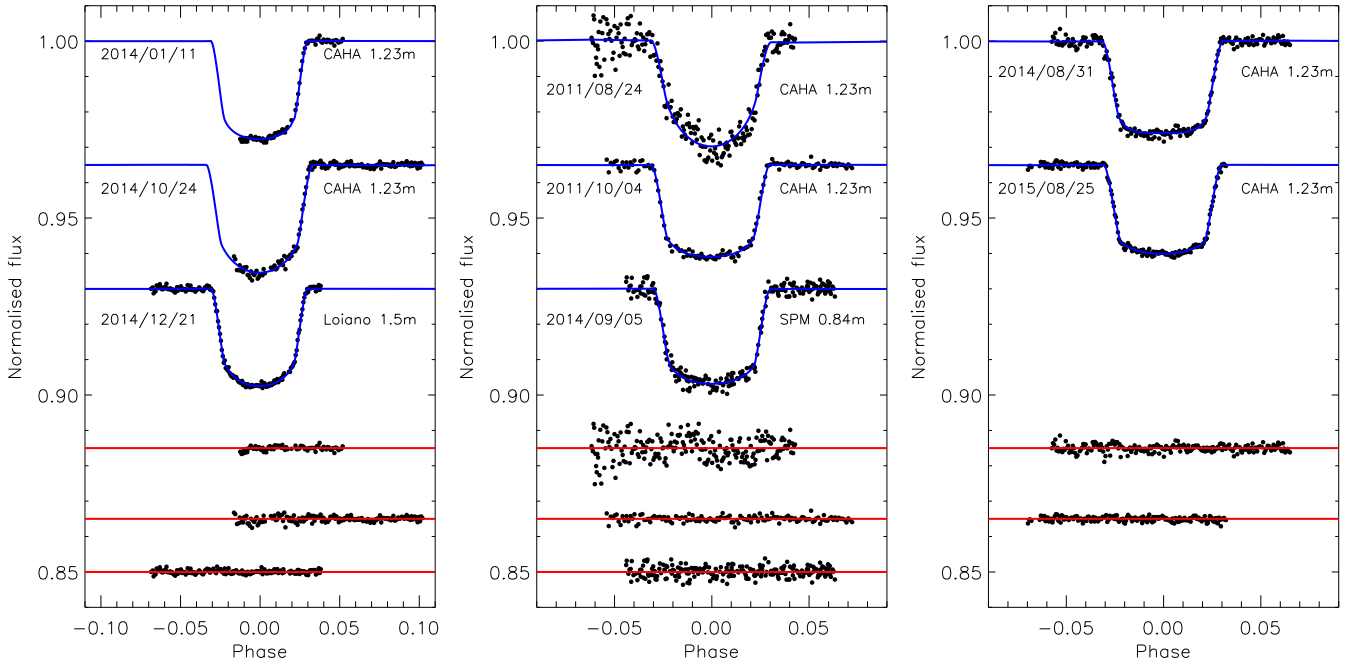 1.00
0.95
0.90
0.85
Normalised flux
2014/01/11 CAHA 1.23m
2014/10/24 CAHA 1.23m
2014/12/21 Loiano 1.5m
−0.10 −0.05 0.00 0.05 0.10
Phase
1.00
0.95
0.90
0.85
Normalised flux
2011/08/24 CAHA 1.23m
2011/10/04 CAHA 1.23m
2014/09/05 SPM 0.84m
−0.05 0.00 0.05
Phase
1.00
0.95
0.90
0.85
Normalised flux
2014/08/31 CAHA 1.23m
2015/08/25 CAHA 1.23m
−0.05 0.00 0.05
Phase